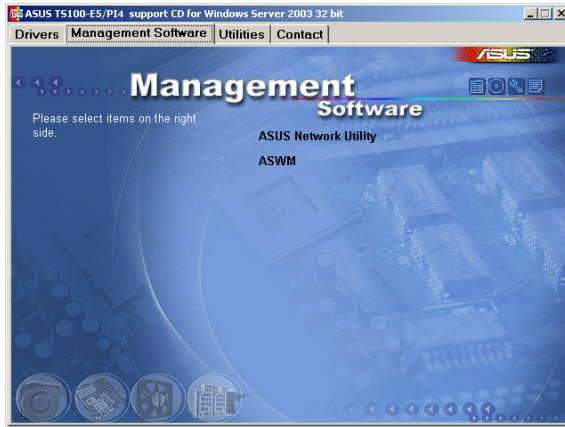 ASUS TS100-E5/PI4 support CD for Windows Server 2003 32 bit
Drivers Management Software Utilities Contact
ASUS
Management
Software
Please select items on the right
side.
ASUS Network Utility
ASWM